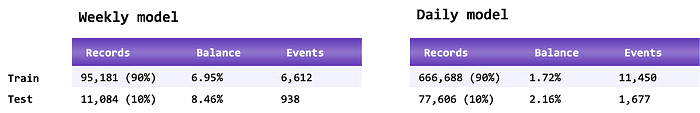 Weekly model Daily model
Records Balance Events Records Balance Events
Train 95,181 (90%) 6.95% 6,612 666,688 (90%) 1.72% 11,450
Test 11,084 (10%) 8.46% 938 77,606 (10%) 2.16% 1,677